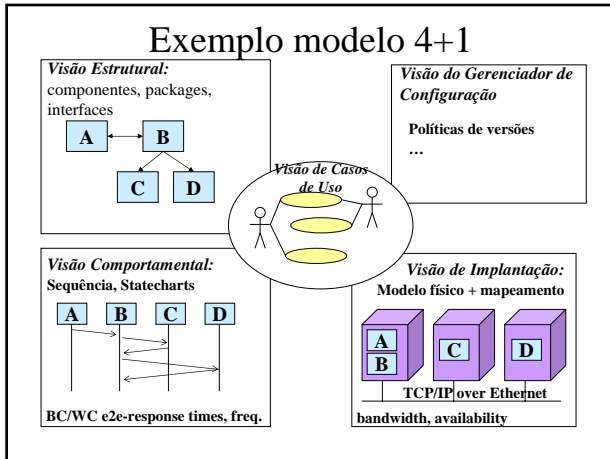 Exemplo modelo 4+1
Visão Estrutural:
componentes, packages,
interfaces
A B
C D
Visão do Gerenciador de
Configuração
Políticas de versões
…
Visão de Casos
de Uso
Visão Comportamental:
Sequência, Statecharts
A B C D
BC/WC e2e-response times, freq.
Visão de Implantação:
Modelo físico + mapeamento
A
B
C
D
TCP/IP over Ethernet
bandwidth, availability